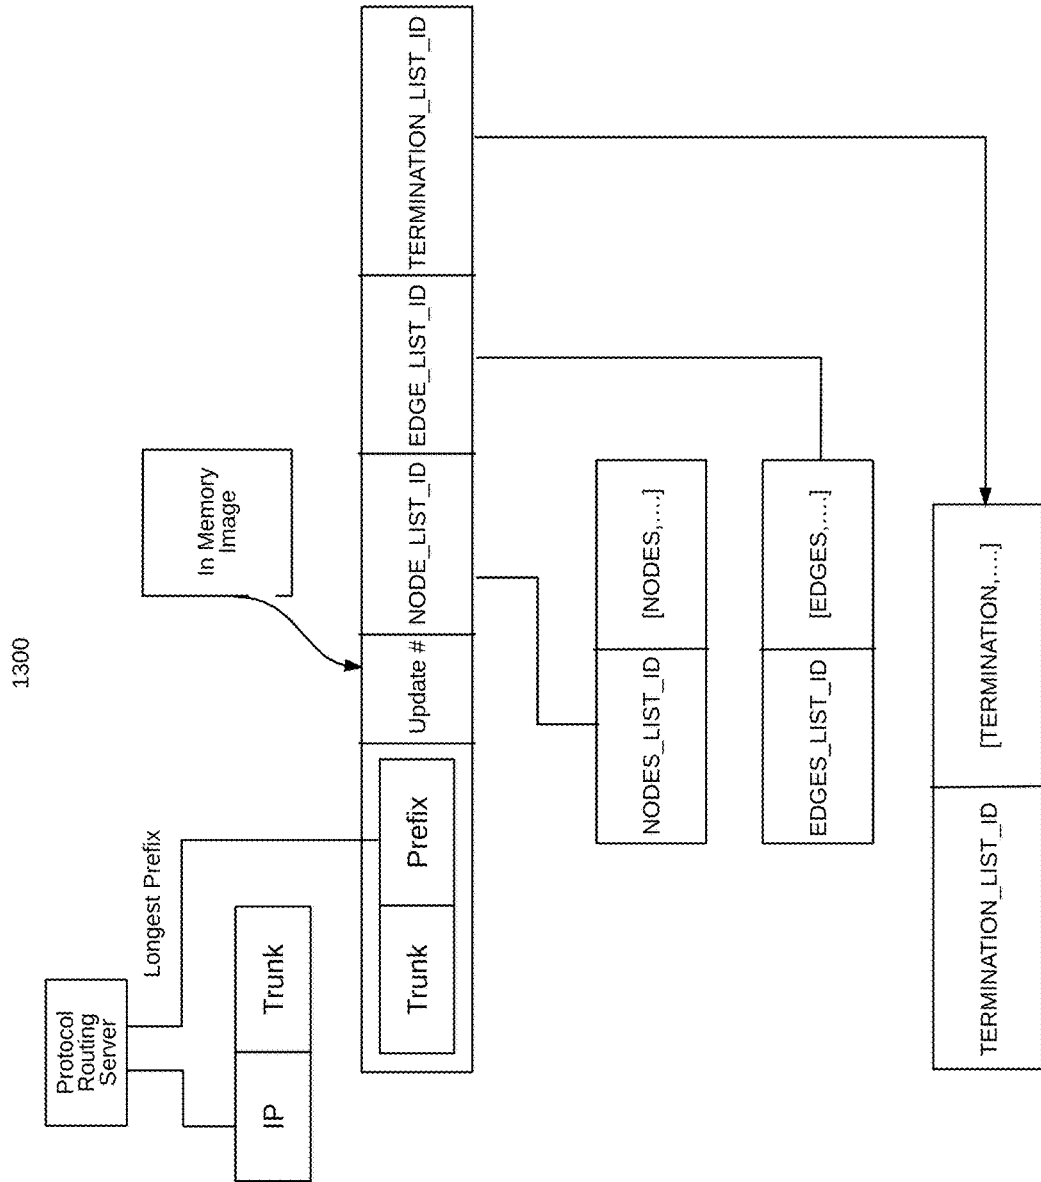 1300
Protocol
Routing
Server
Longest Prefix
In Memory
Image
IP
Trunk
Trunk
Prefix
Update #
NODE_LIST_ID
EDGE_LIST_ID
TERMINATION_LIST_ID
NODES_LIST_ID
[NODES,....]
EDGES_LIST_ID
[EDGES,....]
TERMINATION_LIST_ID
[TERMINATION,....]